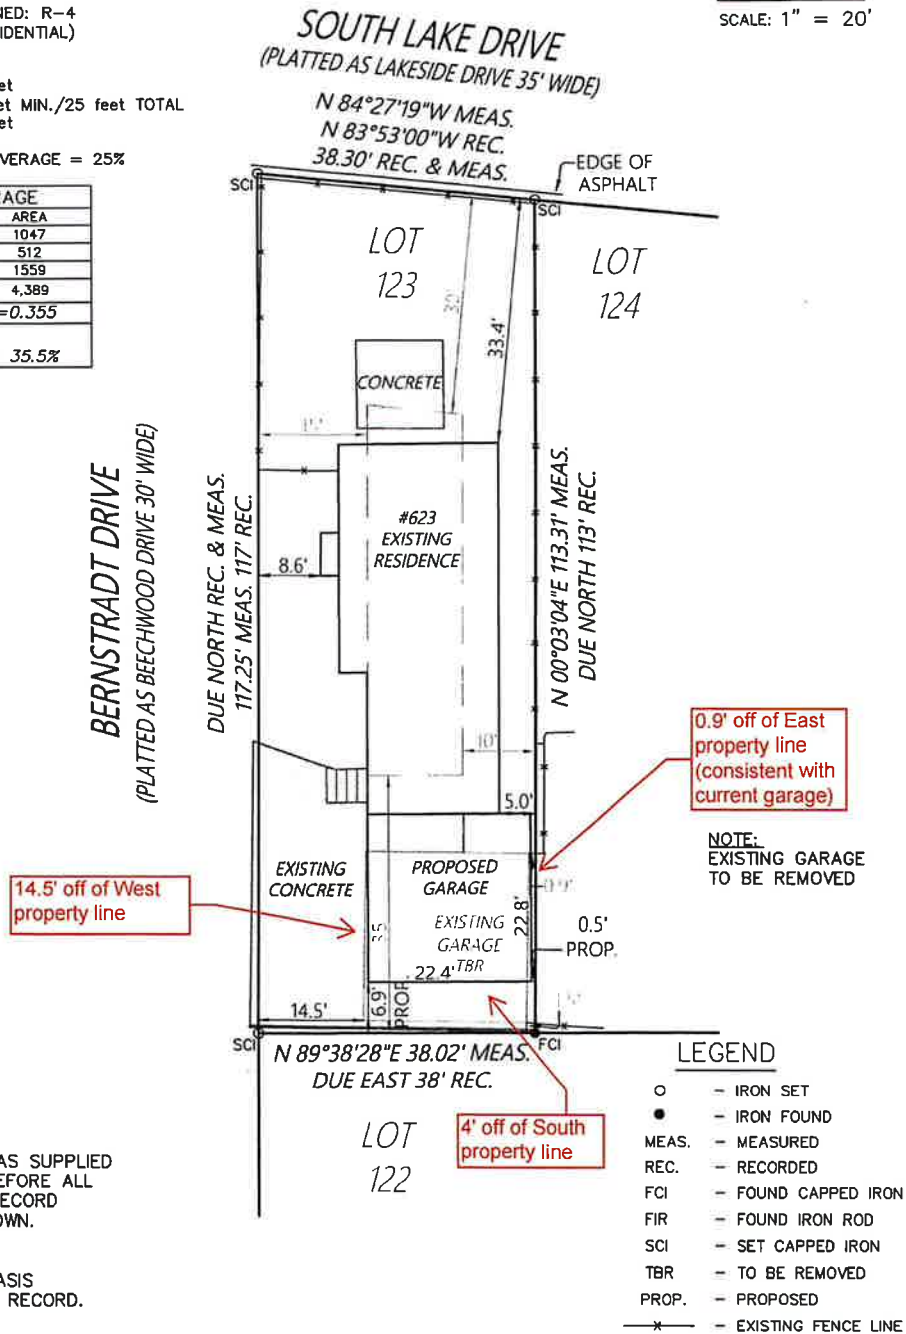 NED: R-4
IDENTIAL)
et
et MIN./25 feet TOTAL
et
VERAGE = 25%
AGE
AREA
1047
512
1559
4,389
=0.355
35.5%
SCALE: 1" = 20'
SOUTH LAKE DRIVE
(PLATTED AS LAKESIDE DRIVE 35' WIDE)
N 84°27'19"W MEAS.
N 83°53'00"W REC.
38.30' REC. & MEAS.
EDGE OF
ASPHALT
SCI
SCI
LOT
123
LOT
124
30'
33.4'
CONCRETE
BERNSTRADT DRIVE
(PLATTED AS BEECHWOOD DRIVE 30' WIDE)
DUE NORTH REC. & MEAS.
117.25' MEAS. 117' REC.
#623
EXISTING
RESIDENCE
8.6'
N 00°03'04"E 113.31' MEAS.
DUE NORTH 113' REC.
10'
5.0'
0.9' off of East
property line
(consistent with
current garage)
NOTE:
EXISTING GARAGE
TO BE REMOVED
14.5' off of West
property line
EXISTING
CONCRETE
PROPOSED
GARAGE
EXISTING
GARAGE
TBR
35
22.8'
22.4'
0.9'
0.5'
PROP.
14.5'
6.9'
PROP.
SCI
FCI
N 89°38'28"E 38.02' MEAS.
DUE EAST 38' REC.
LOT
122
4' off of South
property line
LEGEND
- IRON SET
- IRON FOUND
MEAS. - MEASURED
REC. - RECORDED
FCI - FOUND CAPPED IRON
FIR - FOUND IRON ROD
SCI - SET CAPPED IRON
TBR - TO BE REMOVED
PROP. - PROPOSED
- EXISTING FENCE LINE
AS SUPPLIED
EFORE ALL
ECORD
OWN.
ASIS
RECORD.